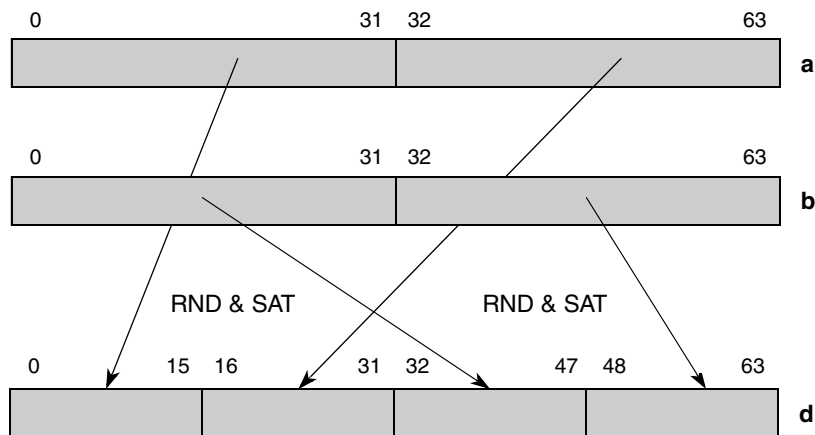 0 31 32 63
a
0 31 32 63
b
RND & SAT RND & SAT
0 15 16 31 32 47 48 63
d